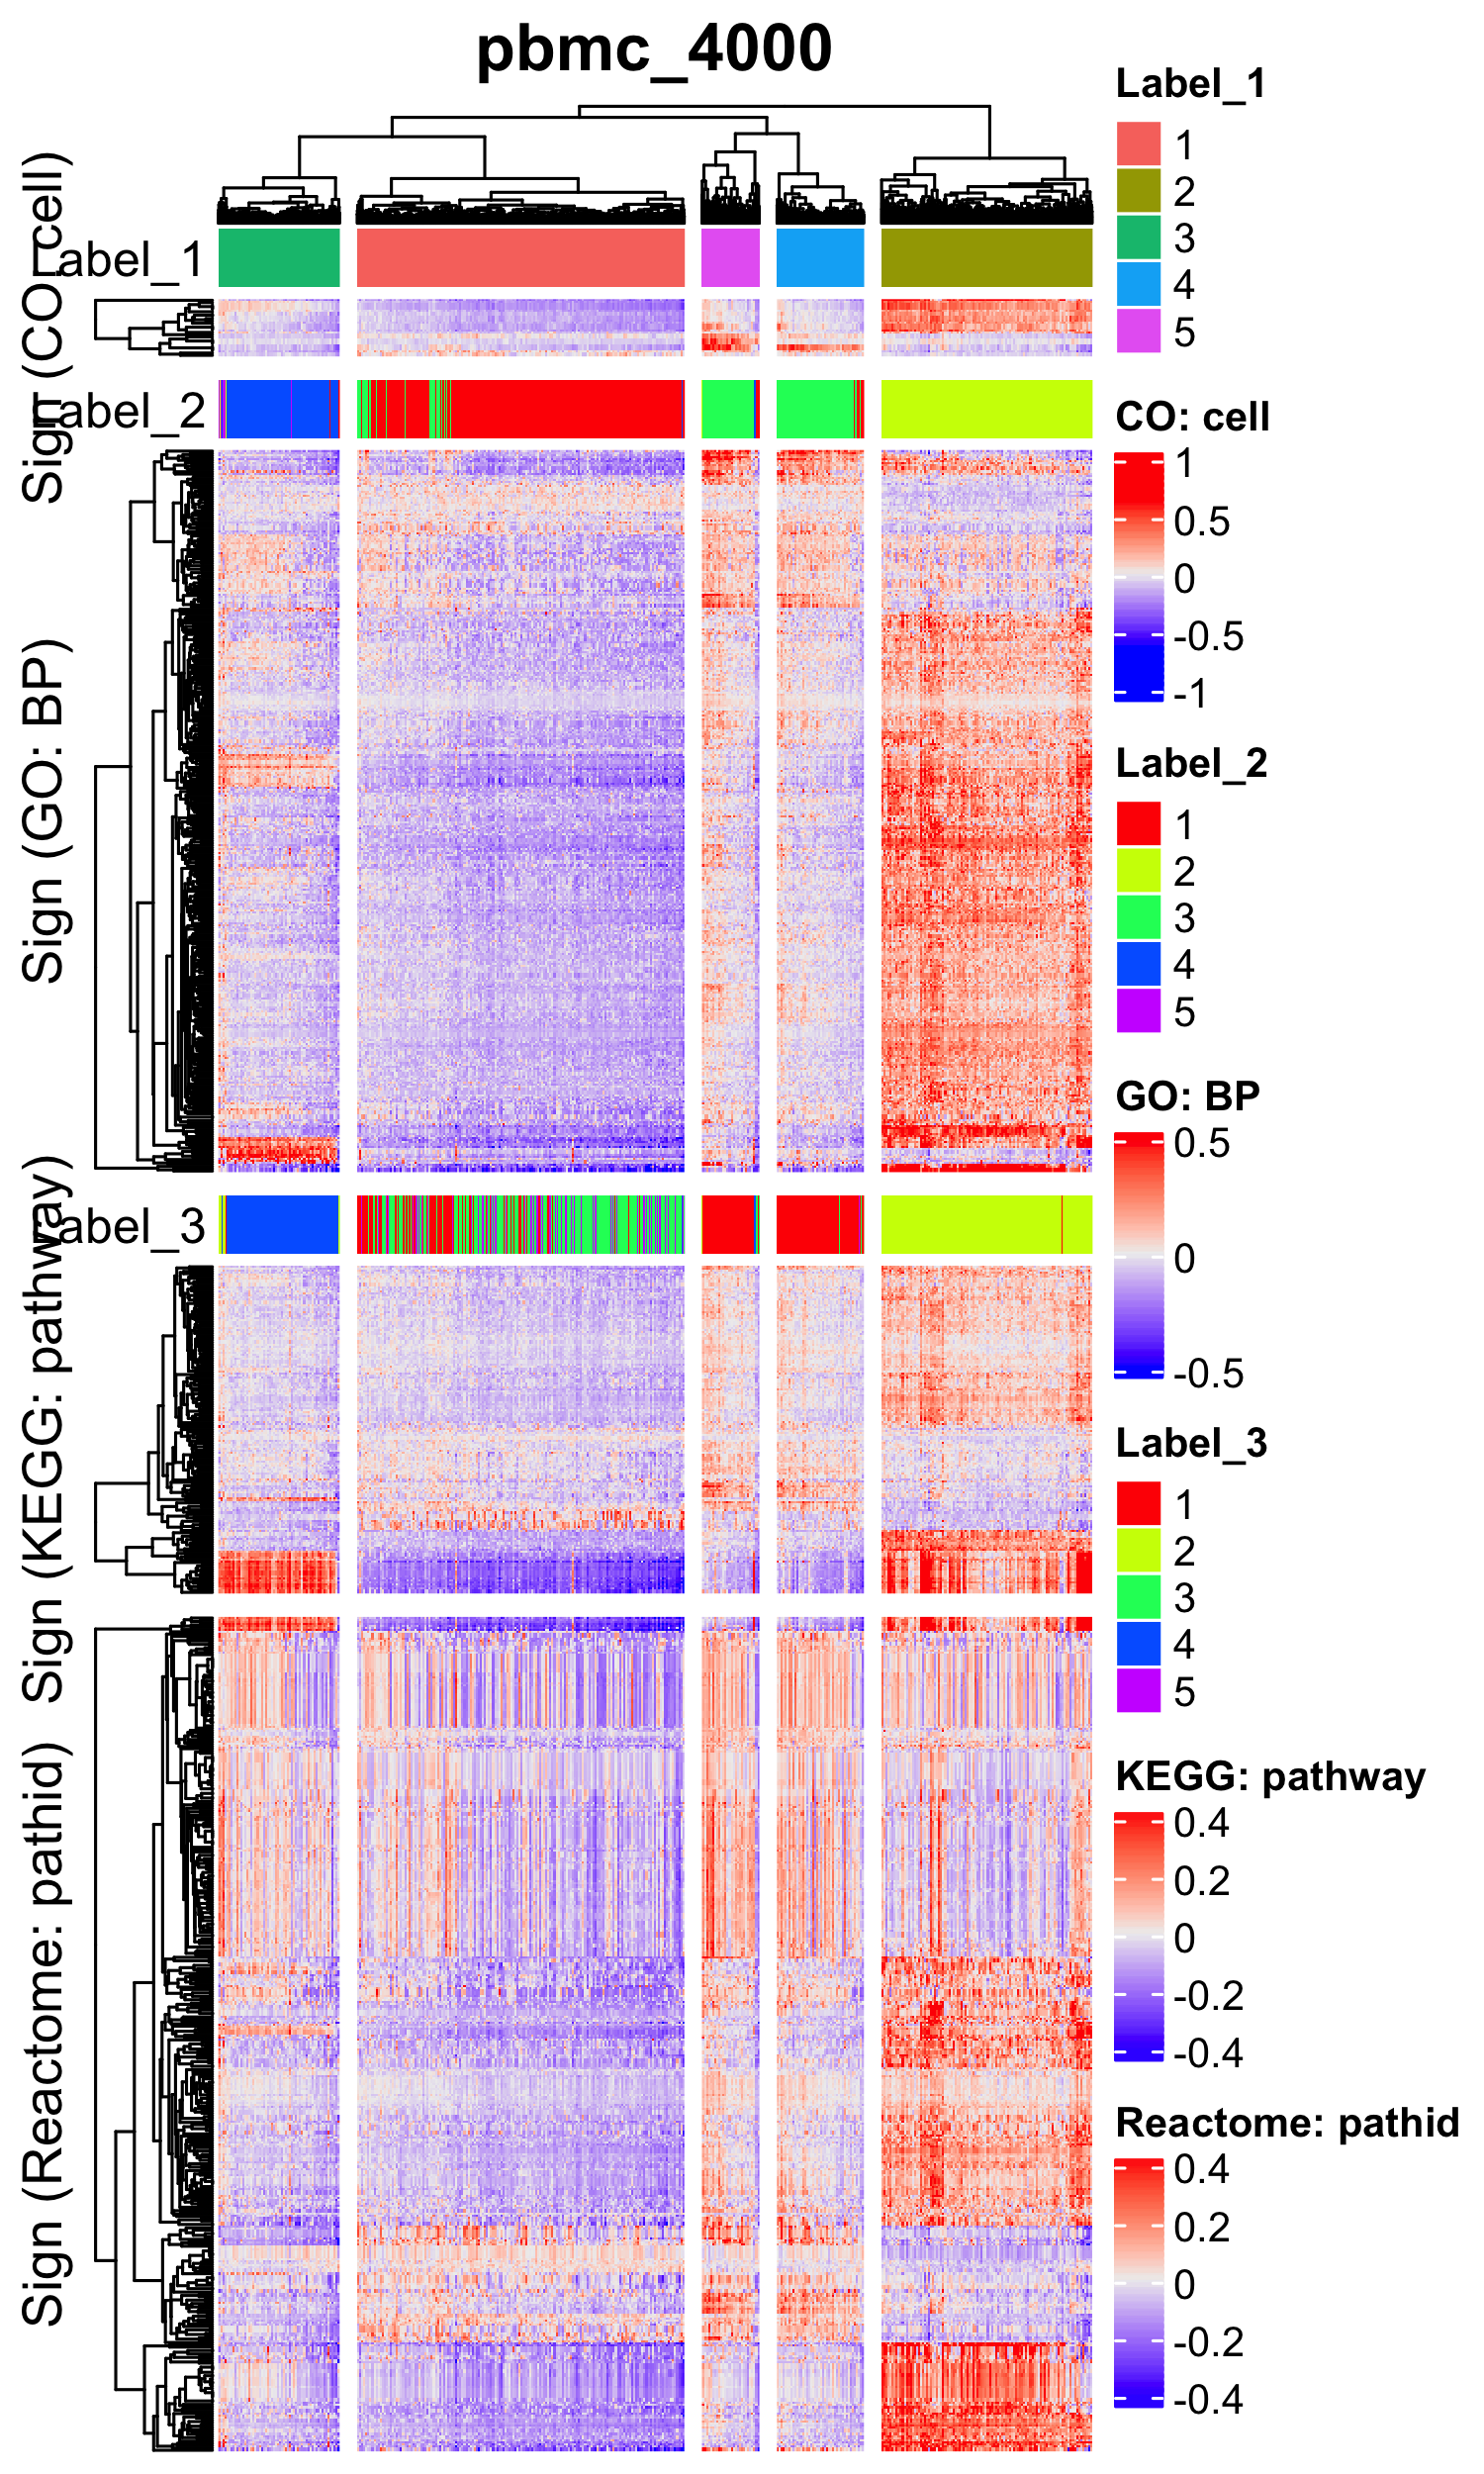 pbmc_4000
Label_1
Sign (CO: cell)
Label_2
Sign (GO: BP)
Label_3
Sign (KEGG: pathway)
Sign (Reactome: pathid)
Label_1
1
2
3
4
5
CO: cell
1
0.5
0
-0.5
-1
Label_2
1
2
3
4
5
GO: BP
0.5
0
-0.5
Label_3
1
2
3
4
5
KEGG: pathway
0.4
0.2
0
-0.2
-0.4
Reactome: pathid
0.4
0.2
0
-0.2
-0.4